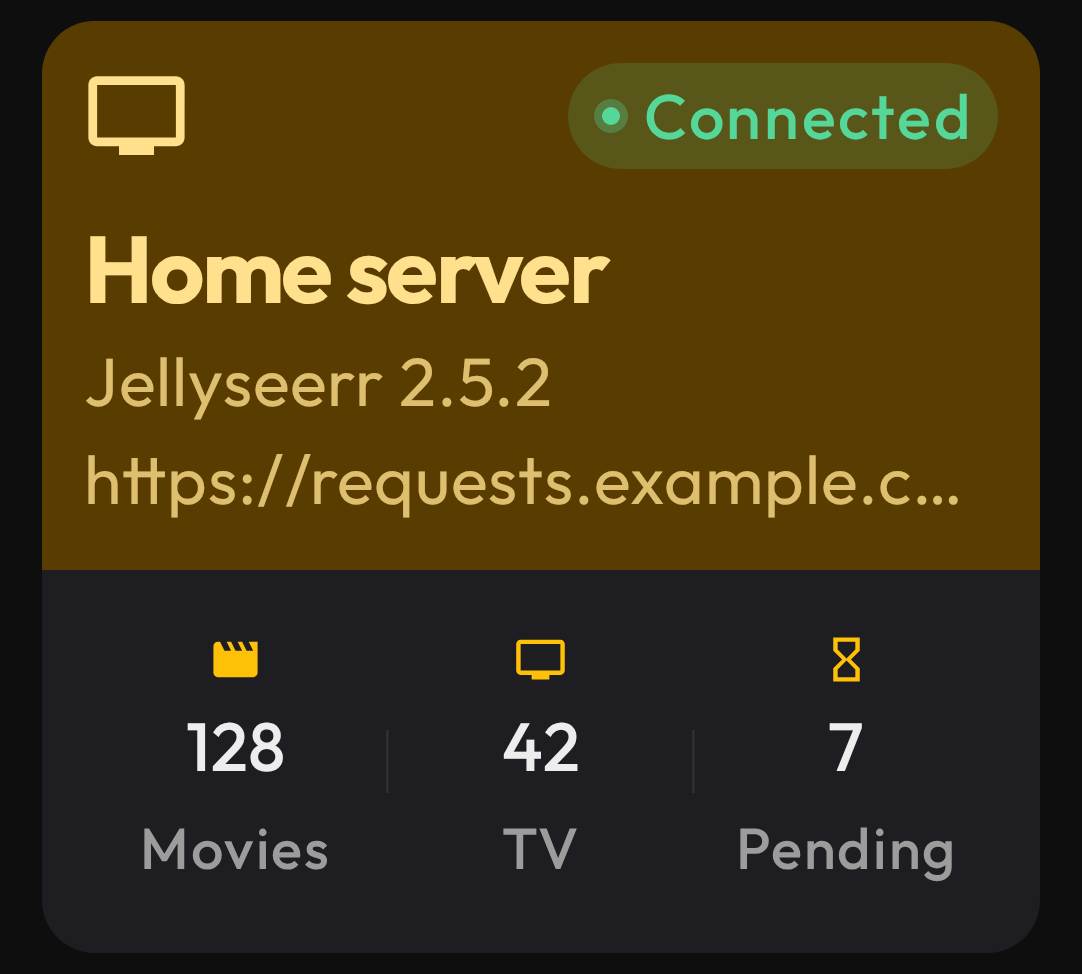 Connected
Home server
Jellyseerr 2.5.2
https://requests.example.c...
128
42
7
Movies
TV
Pending